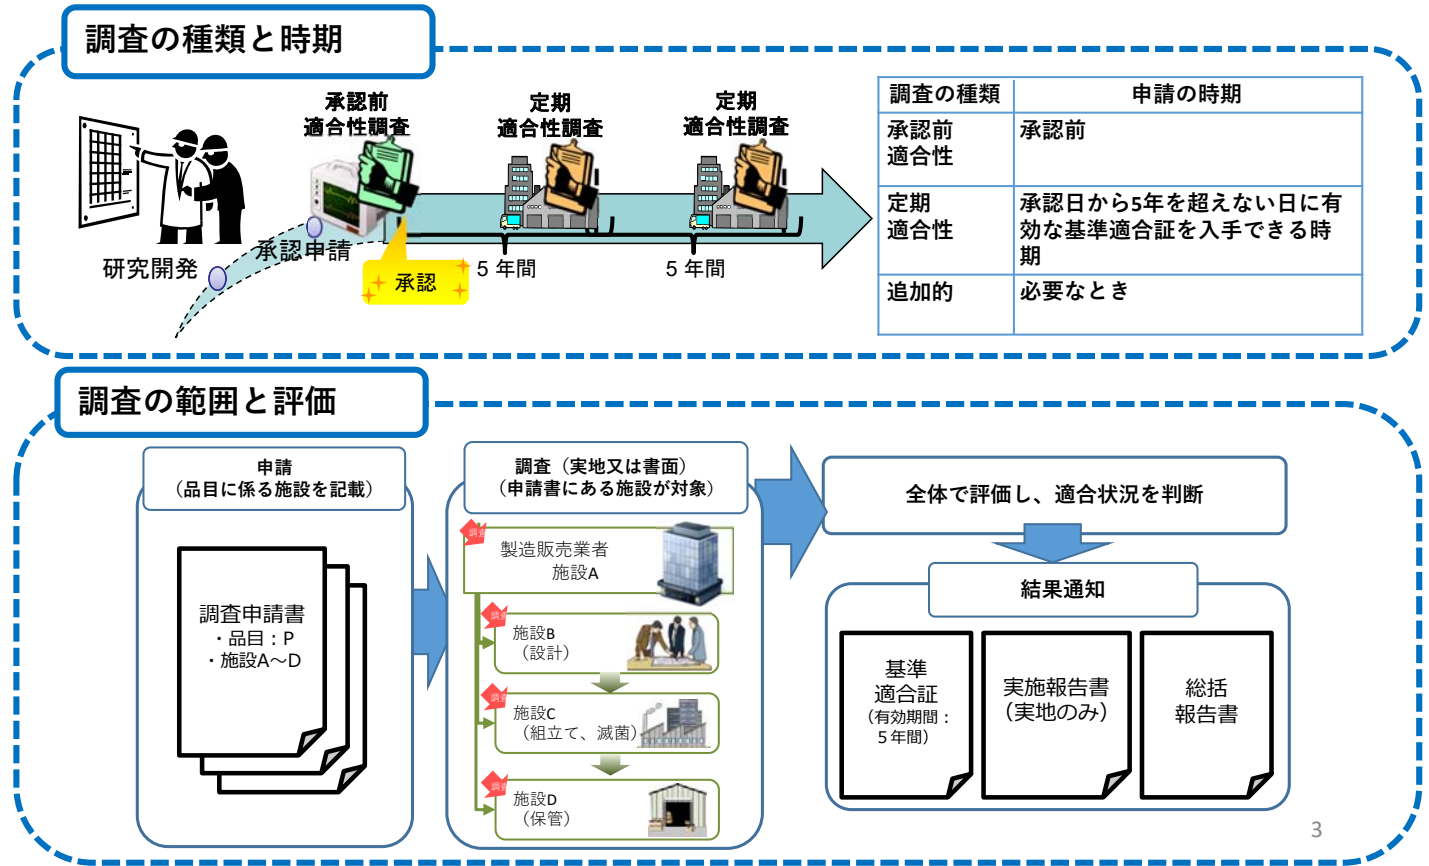 調査の種類と時期
承認前
適合性調査
定期
適合性調査
定期
適合性調査
研究開発
承認申請
承認
5 年間
5 年間
調査の種類
申請の時期
承認前
適合性
承認前
定期
適合性
承認日から5年を超えない日に有
効な基準適合証を入手できる時
期
追加的
必要なとき
調査の範囲と評価
申請
（品目に係る施設を記載）
調査申請書
・品目：P
・施設A～D
調査（実地又は書面）
（申請書にある施設が対象）
調査
製造販売業者
施設A
調査
施設B
（設計）
調査
施設C
（組立て、滅菌）
調査
施設D
（保管）
全体で評価し、適合状況を判断
結果通知
基準
適合証
（有効期間：
５年間）
実施報告書
（実地のみ）
総括
報告書
3